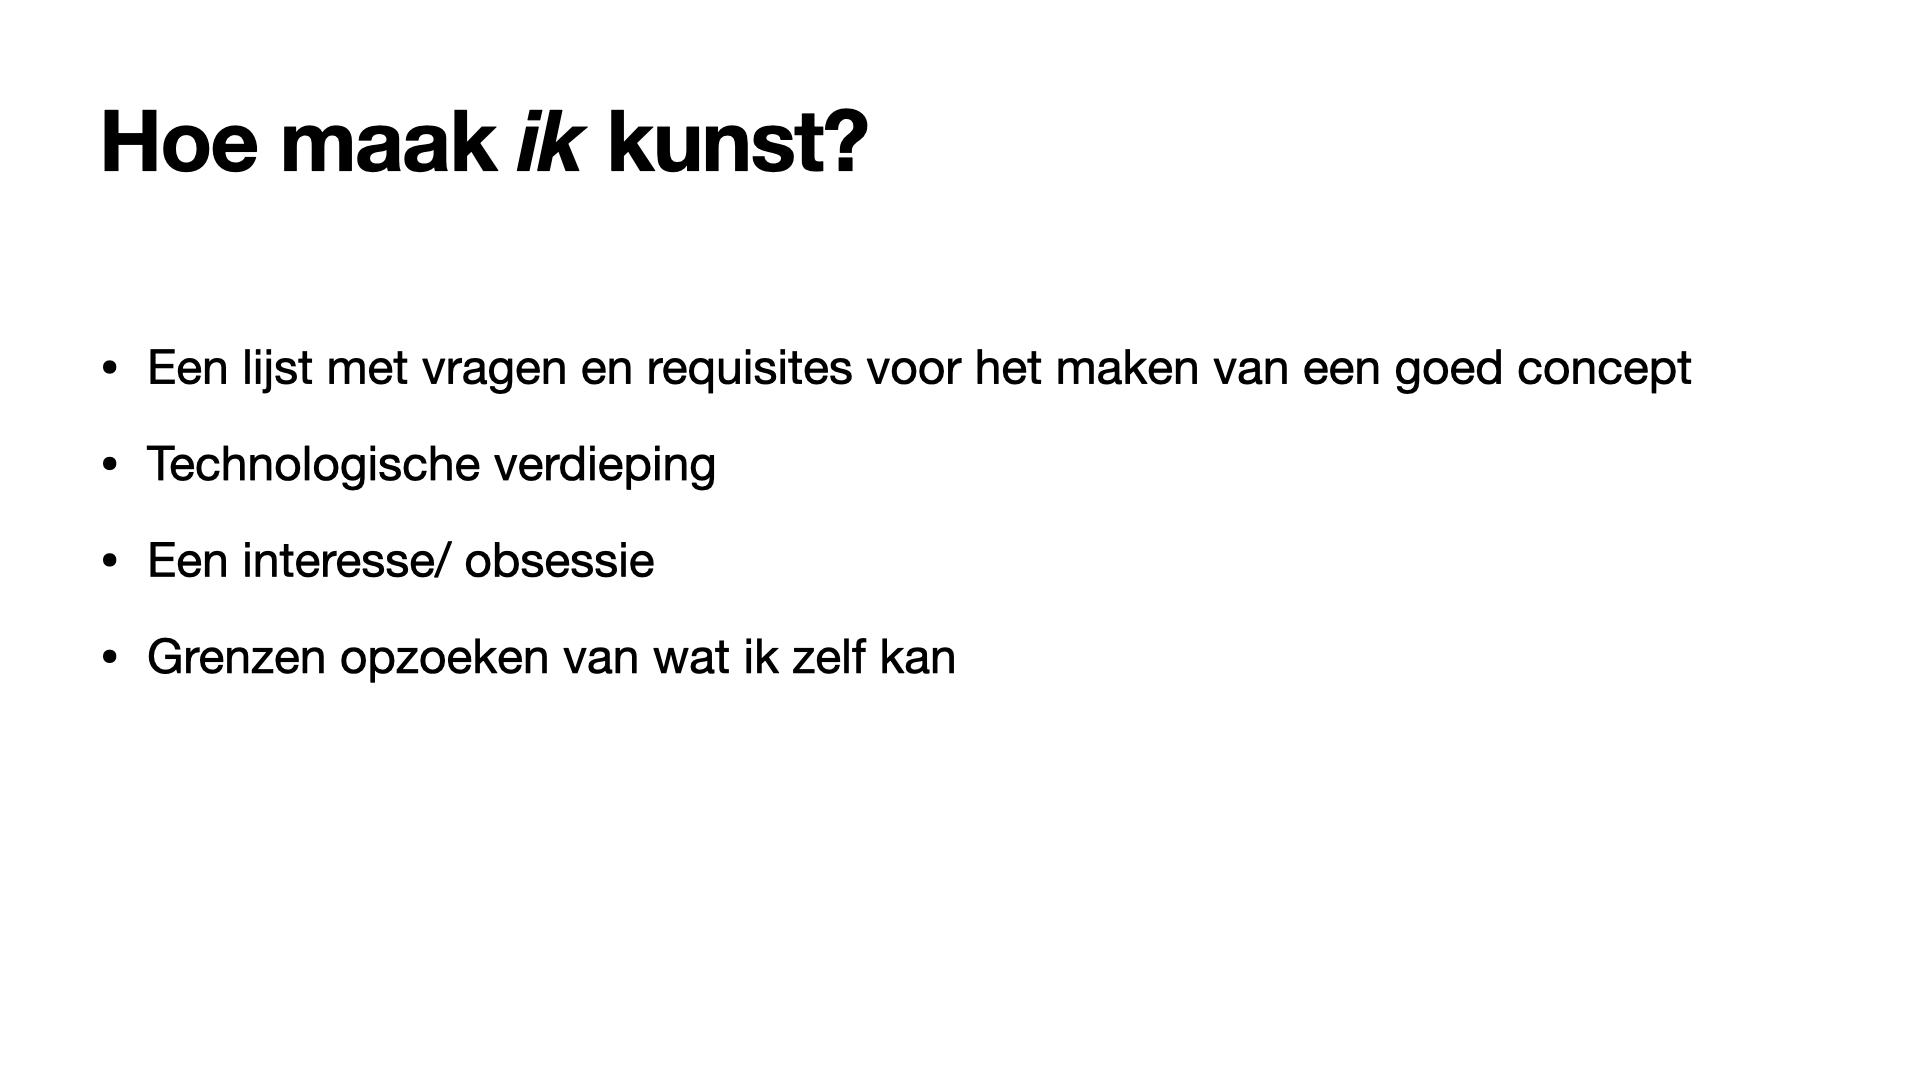 Hoe maak ik kunst?
• Een lijst met vragen en requisites voor het maken van een goed concept
• Technologische verdieping
• Een interesse/ obsessie
• Grenzen opzoeken van wat ik zelf kan